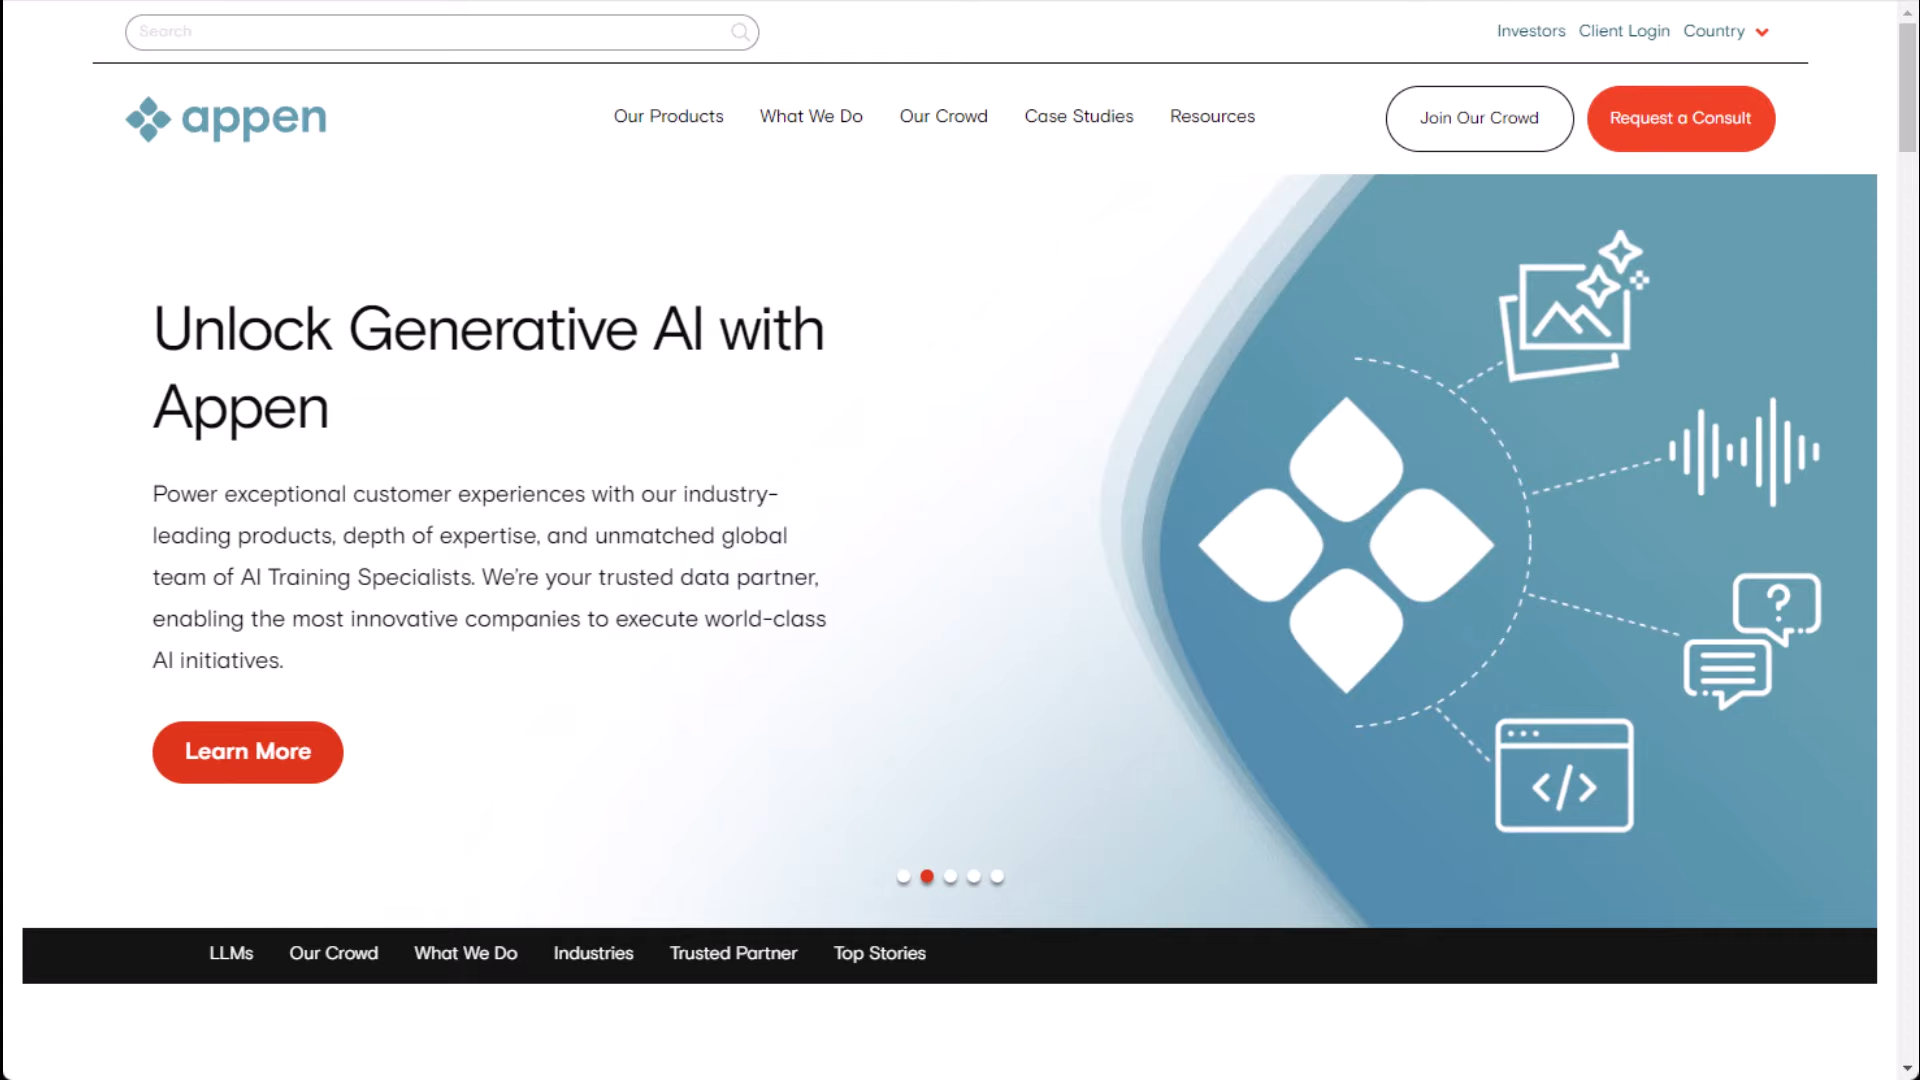 Search
Investors Client Login Country
appen
Our Products What We Do Our Crowd Case Studies Resources
Join Our Crowd Request a Consult
Unlock Generative AI with
Appen
Power exceptional customer experiences with our industry-
leading products, depth of expertise, and unmatched global
team of AI Training Specialists. We're your trusted data partner,
enabling the most innovative companies to execute world-class
AI initiatives.
Learn More
?
</>
LLMs Our Crowd What We Do Industries Trusted Partner Top Stories